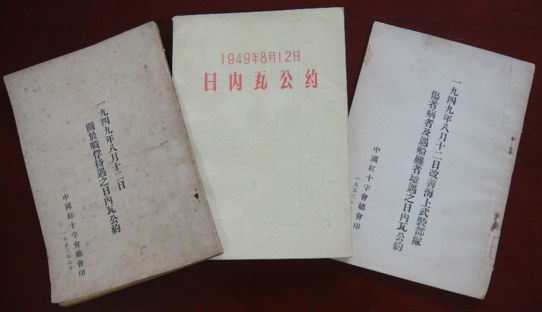 一九四九年八月十二日
關於戰俘待遇之日內瓦公約
中國紅十字會總會印
1949年8月12日
日内瓦公约
一九四九年八月十二日改善海上武裝部隊
傷者病者及遇船難者境遇之日內瓦公約
中國紅十字會總會印